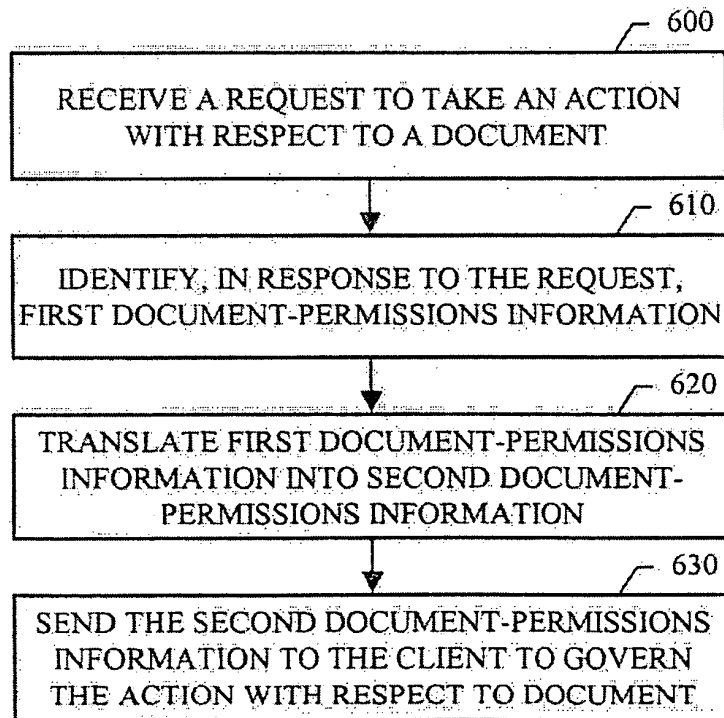 600
RECEIVE A REQUEST TO TAKE AN ACTION
WITH RESPECT TO A DOCUMENT
610
IDENTIFY, IN RESPONSE TO THE REQUEST,
FIRST DOCUMENT-PERMISSIONS INFORMATION
620
TRANSLATE FIRST DOCUMENT-PERMISSIONS
INFORMATION INTO SECOND DOCUMENT-
PERMISSIONS INFORMATION
630
SEND THE SECOND DOCUMENT-PERMISSIONS
INFORMATION TO THE CLIENT TO GOVERN
THE ACTION WITH RESPECT TO DOCUMENT